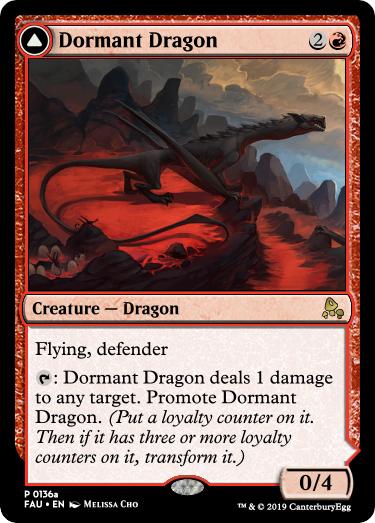 Dormant Dragon 2
Creature — Dragon
Flying, defender
: Dormant Dragon deals 1 damage
to any target. Promote Dormant
Dragon. (Put a loyalty counter on it.
Then if it has three or more loyalty
counters on it, transform it.)
0/4
P 0136a
FAU • EN Melissa Cho
™ & © 2019 CanterburyEgg